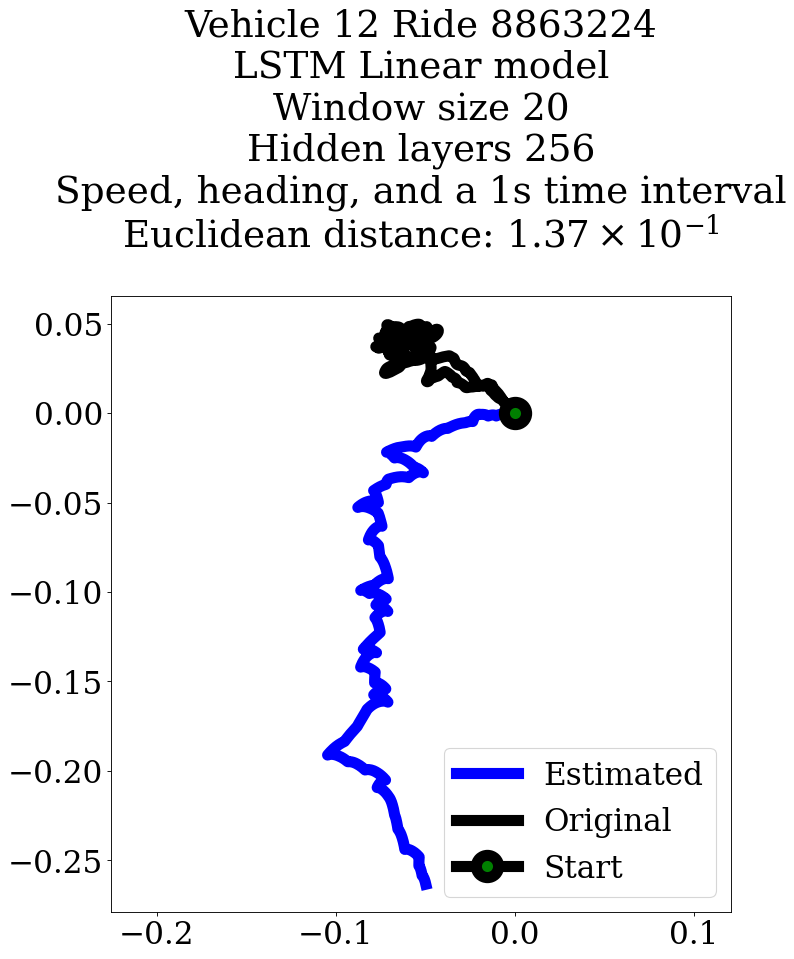 Vehicle 12 Ride 8863224
LSTM Linear model
Window size 20
Hidden layers 256
Speed, heading, and a 1s time interval
Euclidean distance: 1.37 × 10⁻¹
0.05
0.00
−0.05
−0.10
−0.15
−0.20
−0.25
Estimated
Original
Start
−0.2
−0.1
0.0
0.1